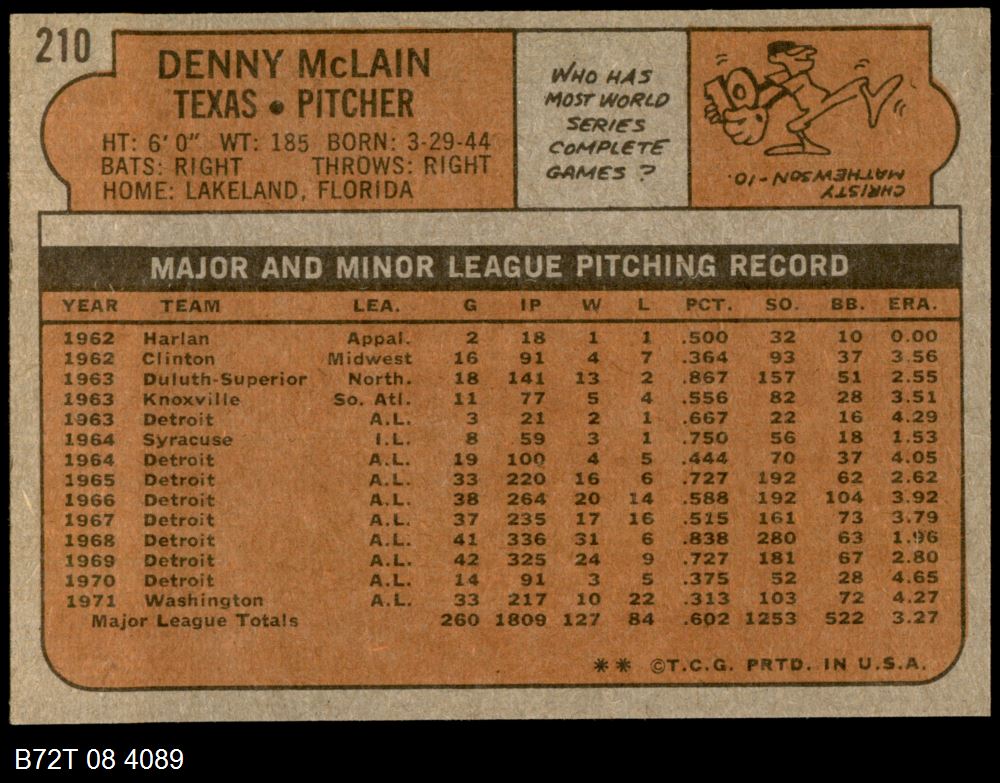 210
DENNY McLAIN
TEXAS • PITCHER
HT: 6' 0" WT: 185 BORN: 3-29-44
BATS: RIGHT THROWS: RIGHT
HOME: LAKELAND, FLORIDA
WHO HAS
MOST WORLD
SERIES
COMPLETE
GAMES ?
10
CHRISTY
MATHEWSON-10.
MAJOR AND MINOR LEAGUE PITCHING RECORD
YEAR TEAM LEA. G IP W L PCT. SO. BB. ERA.
1962 Harlan Appal. 2 18 1 1 .500 32 10 0.00
1962 Clinton Midwest 16 91 4 7 .364 93 37 3.56
1963 Duluth-Superior North. 18 141 13 2 .867 157 51 2.55
1963 Knoxville So. Atl. 11 77 5 4 .556 82 28 3.51
1963 Detroit A.L. 3 21 2 1 .667 22 16 4.29
1964 Syracuse I.L. 8 59 3 1 .750 56 18 1.53
1964 Detroit A.L. 19 100 4 5 .444 70 37 4.05
1965 Detroit A.L. 33 220 16 6 .727 192 62 2.62
1966 Detroit A.L. 38 264 20 14 .588 192 104 3.92
1967 Detroit A.L. 37 235 17 16 .515 161 73 3.79
1968 Detroit A.L. 41 336 31 6 .838 280 63 1.96
1969 Detroit A.L. 42 325 24 9 .727 181 67 2.80
1970 Detroit A.L. 14 91 3 5 .375 52 28 4.65
1971 Washington A.L. 33 217 10 22 .313 103 72 4.27
Major League Totals 260 1809 127 84 .602 1253 522 3.27
** ©T.C.G. PRTD. IN U.S.A.
B72T 08 4089